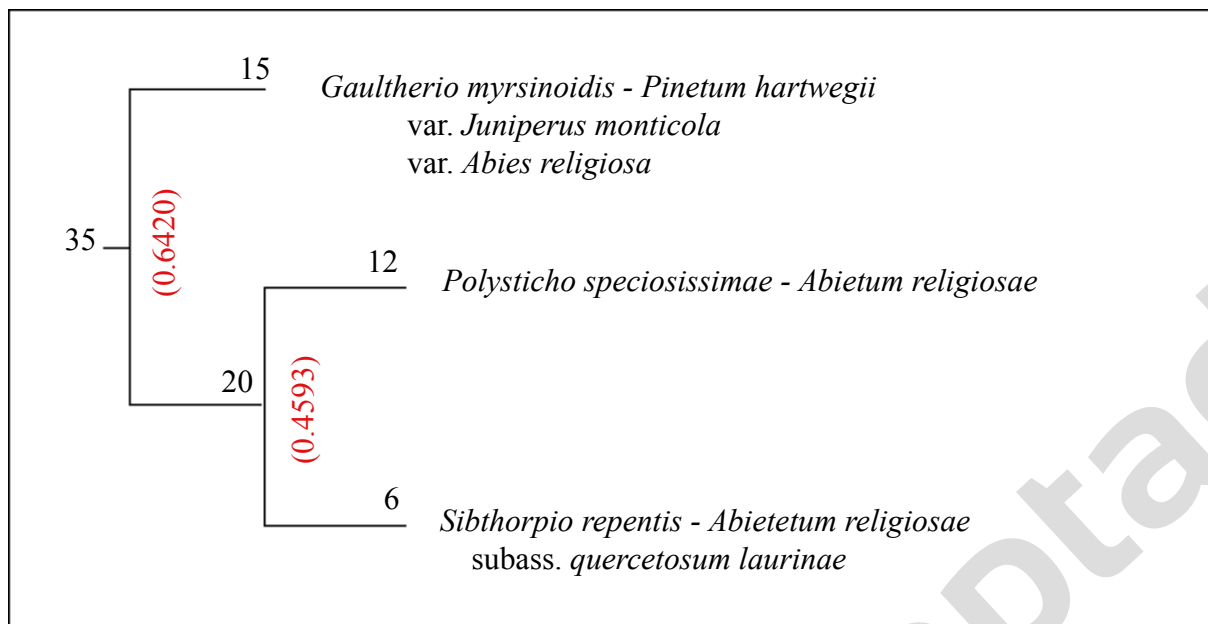 15
Gaultherio myrsinoidis - Pinetum hartwegii
var. Juniperus monticola
var. Abies religiosa
(0.6420)
35
12
Polysticho speciosissimae - Abietum religiosae
20
(0.4593)
6
Sibthorpio repentis - Abietetum religiosae
subass. quercetosum laurinae